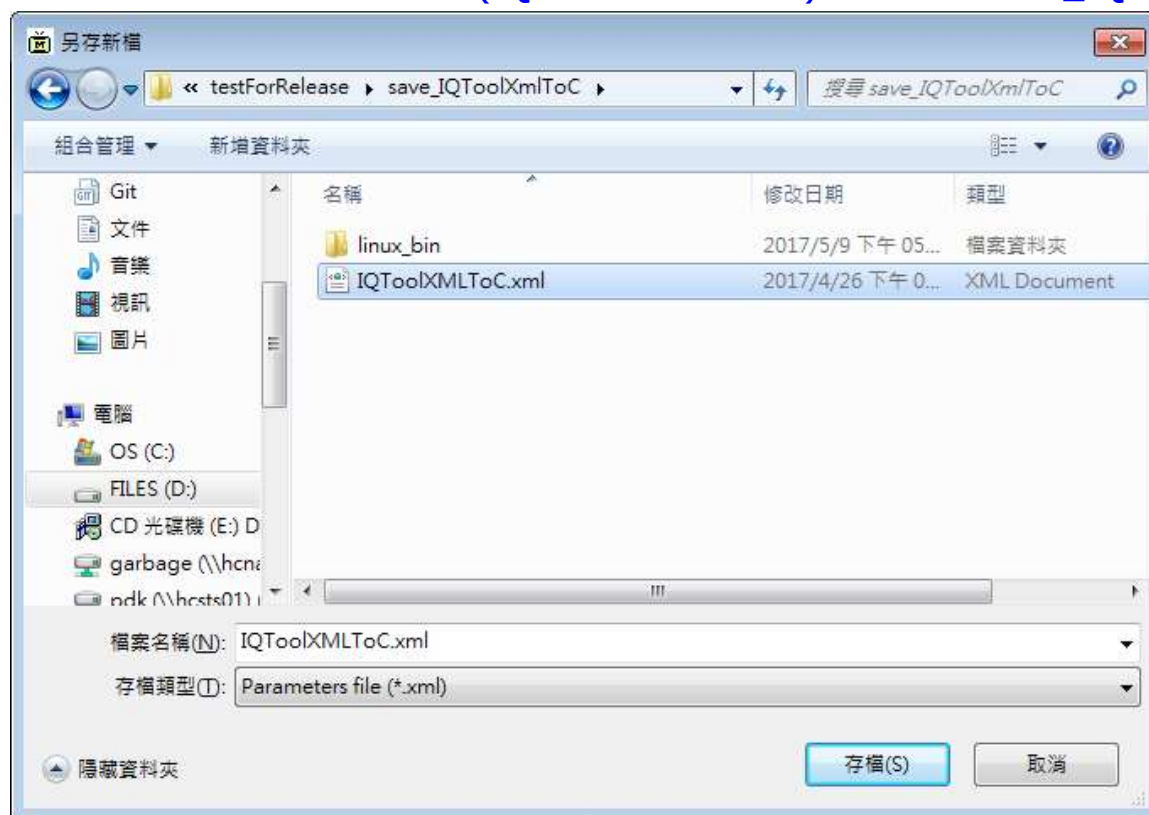 另存新檔
« testForRelease ▸ save_IQToolXmlToC ▸
搜尋 save_IQToolXmlToC
組合管理 ▼ 新增資料夾
名稱 修改日期 類型
Git
文件
音樂
視訊
圖片
電腦
OS (C:)
FILES (D:)
CD 光碟機 (E:) D
garbage (\\hcna
pdk (\\hcsts01) (
linux_bin 2017/5/9 下午 05... 檔案資料夾
IQToolXMLToC.xml 2017/4/26 下午 0... XML Document
檔案名稱(N): IQToolXMLToC.xml
存檔類型(T): Parameters file (*.xml)
隱藏資料夾
存檔(S) 取消